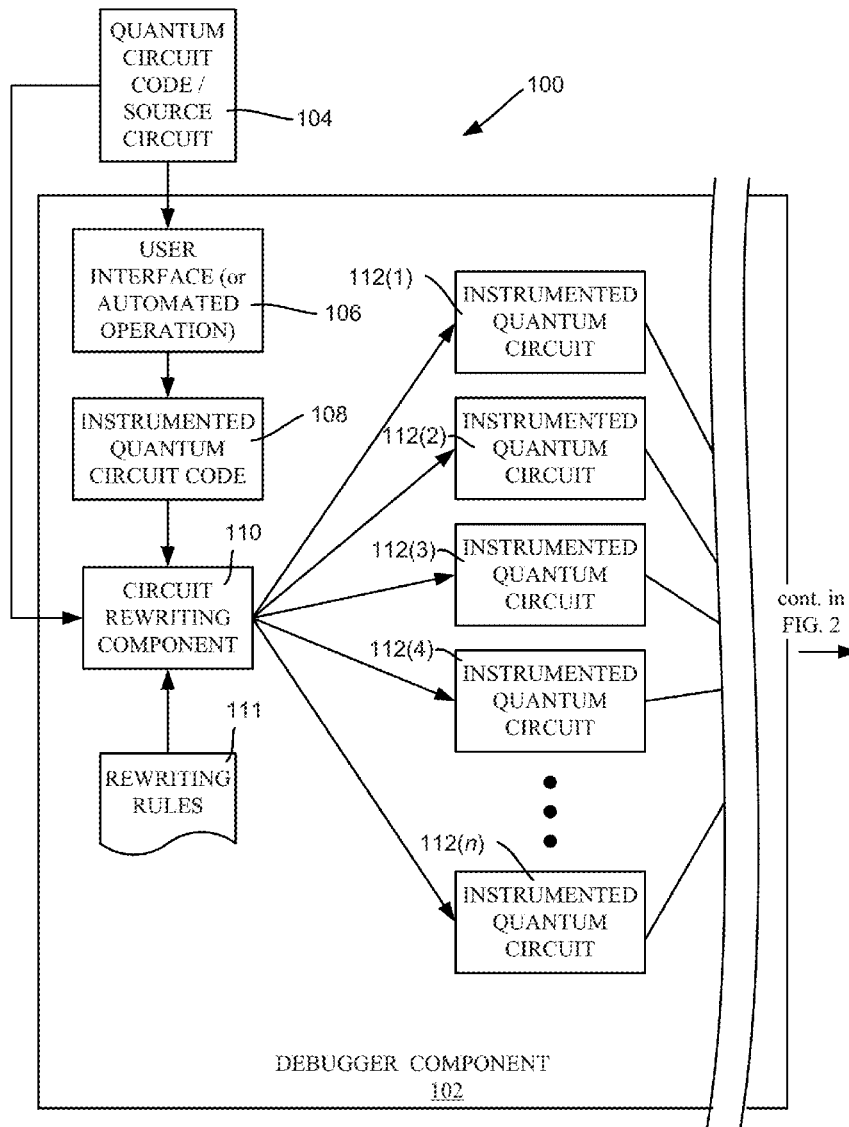 QUANTUM
CIRCUIT
CODE /
SOURCE
CIRCUIT
104
100
USER
INTERFACE (or
AUTOMATED
OPERATION)
106
INSTRUMENTED
QUANTUM
CIRCUIT CODE
108
CIRCUIT
REWRITING
COMPONENT
110
REWRITING
RULES
111
112(1)
INSTRUMENTED
QUANTUM
CIRCUIT
112(2)
INSTRUMENTED
QUANTUM
CIRCUIT
112(3)
INSTRUMENTED
QUANTUM
CIRCUIT
112(4)
INSTRUMENTED
QUANTUM
CIRCUIT
112(n)
INSTRUMENTED
QUANTUM
CIRCUIT
cont. in
FIG. 2
DEBUGGER COMPONENT
102